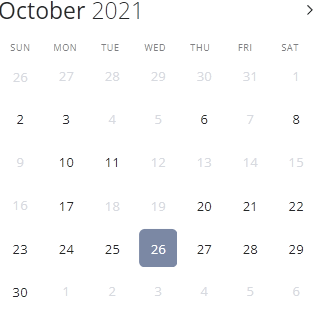 October 2021 >
SUN MON TUE WED THU FRI SAT
26 27 28 29 30 31 1
2 3 4 5 6 7 8
9 10 11 12 13 14 15
16 17 18 19 20 21 22
23 24 25 26 27 28 29
30 1 2 3 4 5 6